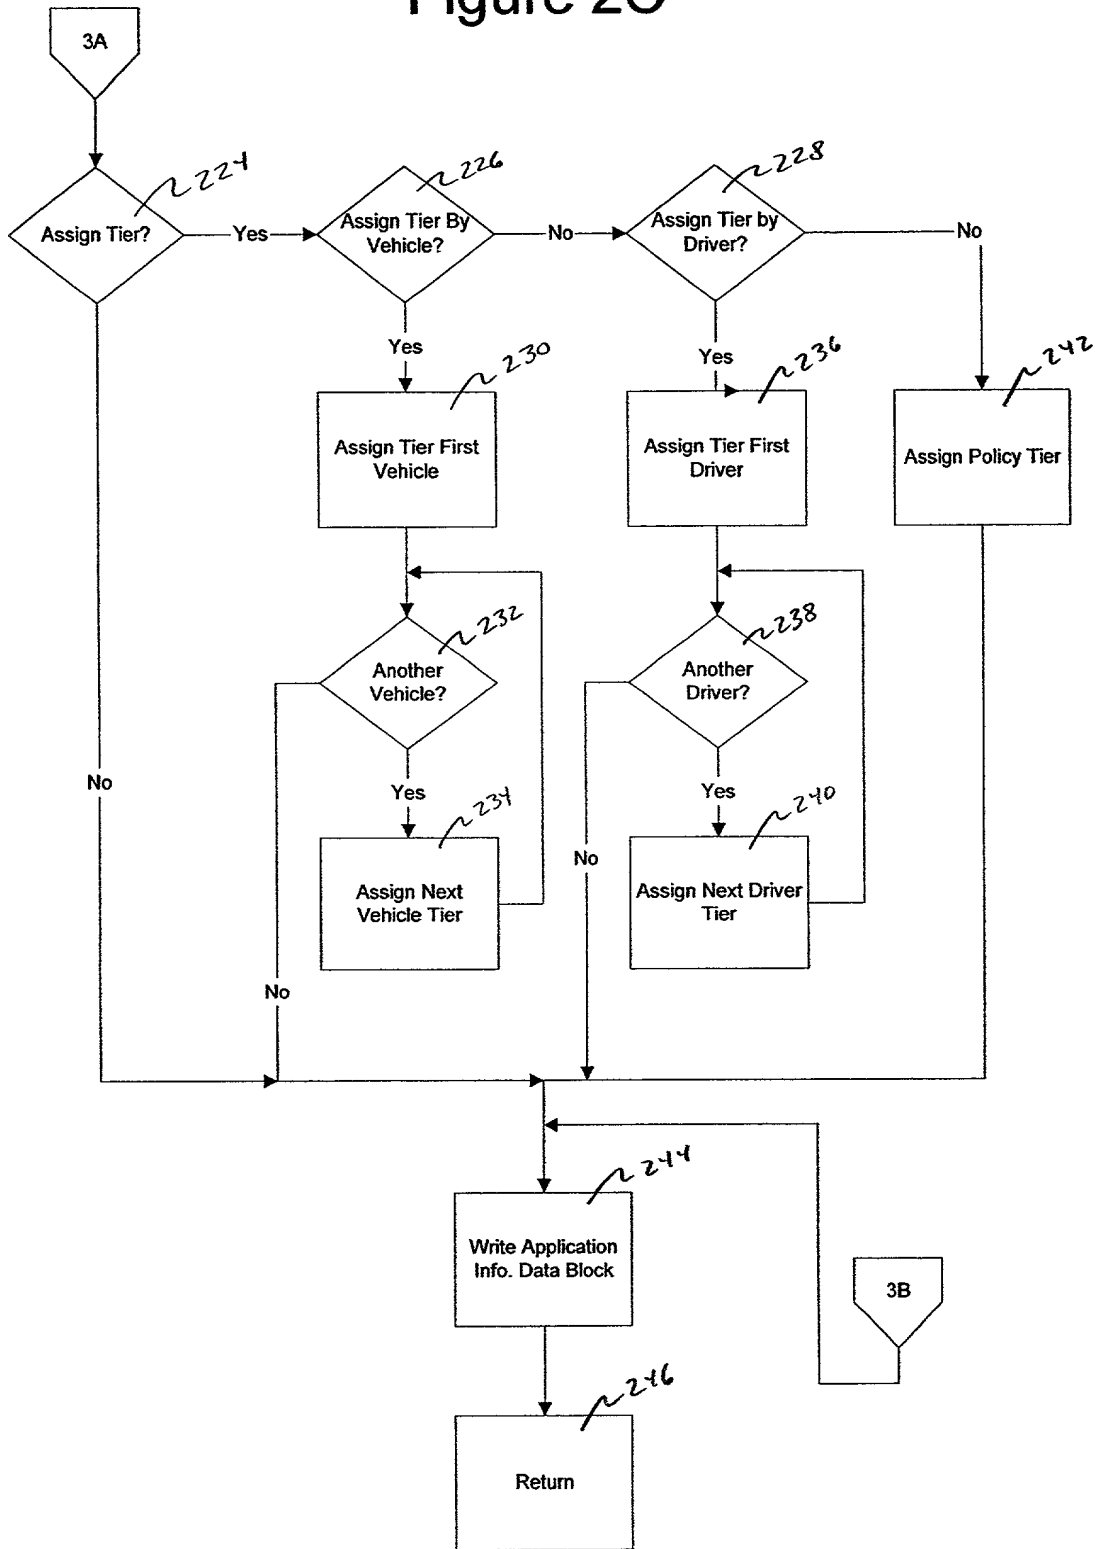 Figure 2C
3A
224
226
228
Assign Tier?
Yes
Assign Tier By
Vehicle?
No
Assign Tier by
Driver?
No
Yes
230
Yes
236
242
Assign Tier First
Vehicle
Assign Tier First
Driver
Assign Policy Tier
232
238
Another
Vehicle?
Another
Driver?
No
Yes
234
Yes
240
No
Assign Next
Vehicle Tier
Assign Next Driver
Tier
No
244
Write Application
Info. Data Block
3B
246
Return